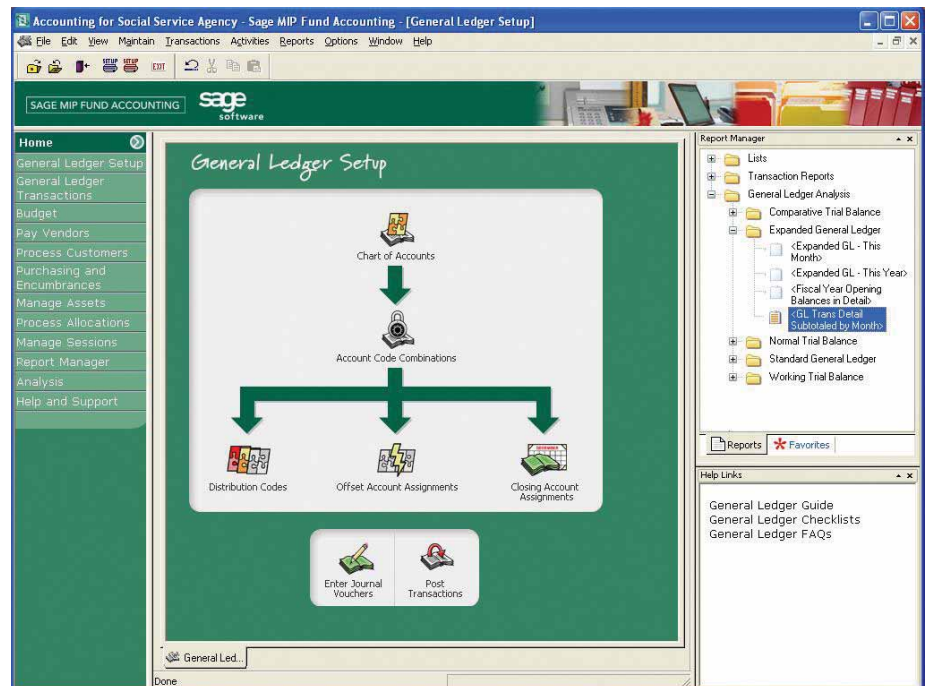 Accounting for Social Service Agency - Sage MIP Fund Accounting - [General Ledger Setup]
File Edit View Maintain Transactions Activities Reports Options Window Help
SETUP SETUP EXIT
SAGE MIP FUND ACCOUNTING
sage
software
Home
General Ledger Setup
General Ledger
Transactions
Budget
Pay Vendors
Process Customers
Purchasing and
Encumbrances
Manage Assets
Process Allocations
Manage Sessions
Report Manager
Analysis
Help and Support
General Ledger Setup
Chart of Accounts
Account Code Combinations
Distribution Codes
Offset Account Assignments
Closing Account
Assignments
Enter Journal
Vouchers
Post
Transactions
General Led...
Done
Report Manager
Lists
Transaction Reports
General Ledger Analysis
Comparative Trial Balance
Expanded General Ledger
<Expanded GL - This
Month>
<Expanded GL - This Year>
<Fiscal Year Opening
Balances in Detail>
<GL Trans Detail
Subtotaled by Month>
Normal Trial Balance
Standard General Ledger
Working Trial Balance
Reports Favorites
Help Links
General Ledger Guide
General Ledger Checklists
General Ledger FAQs